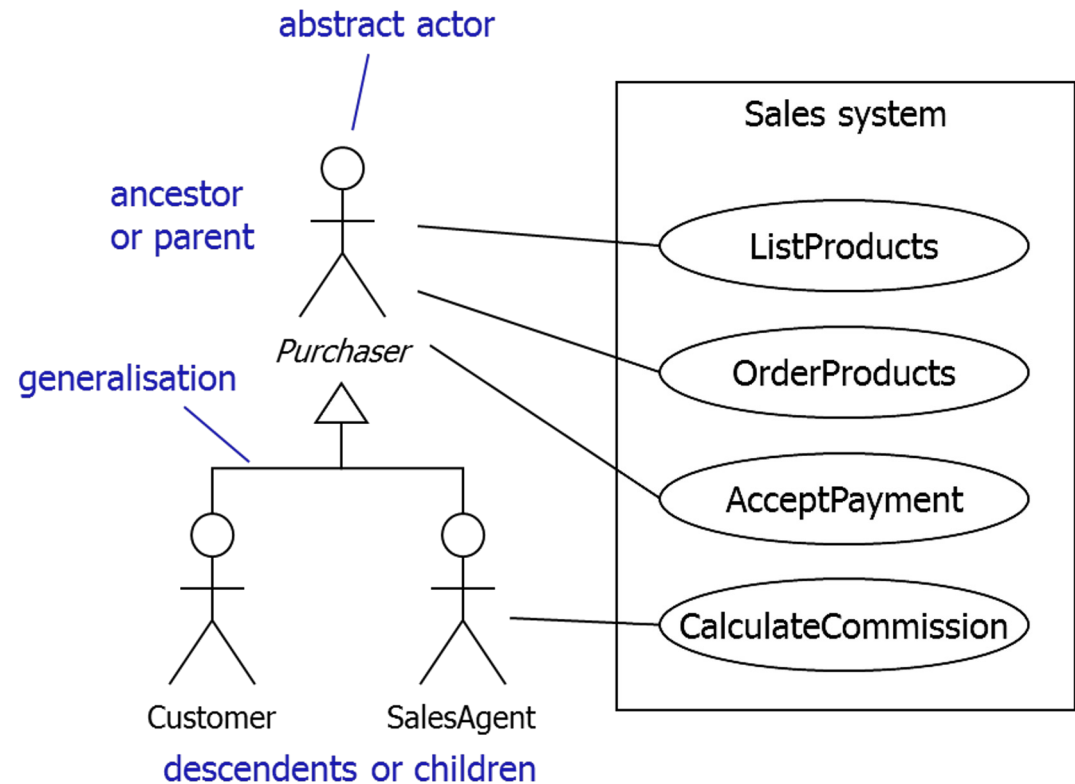 abstract actor
Sales system
ancestor
or parent
ListProducts
Purchaser
OrderProducts
generalisation
AcceptPayment
CalculateCommission
Customer
SalesAgent
descendents or children